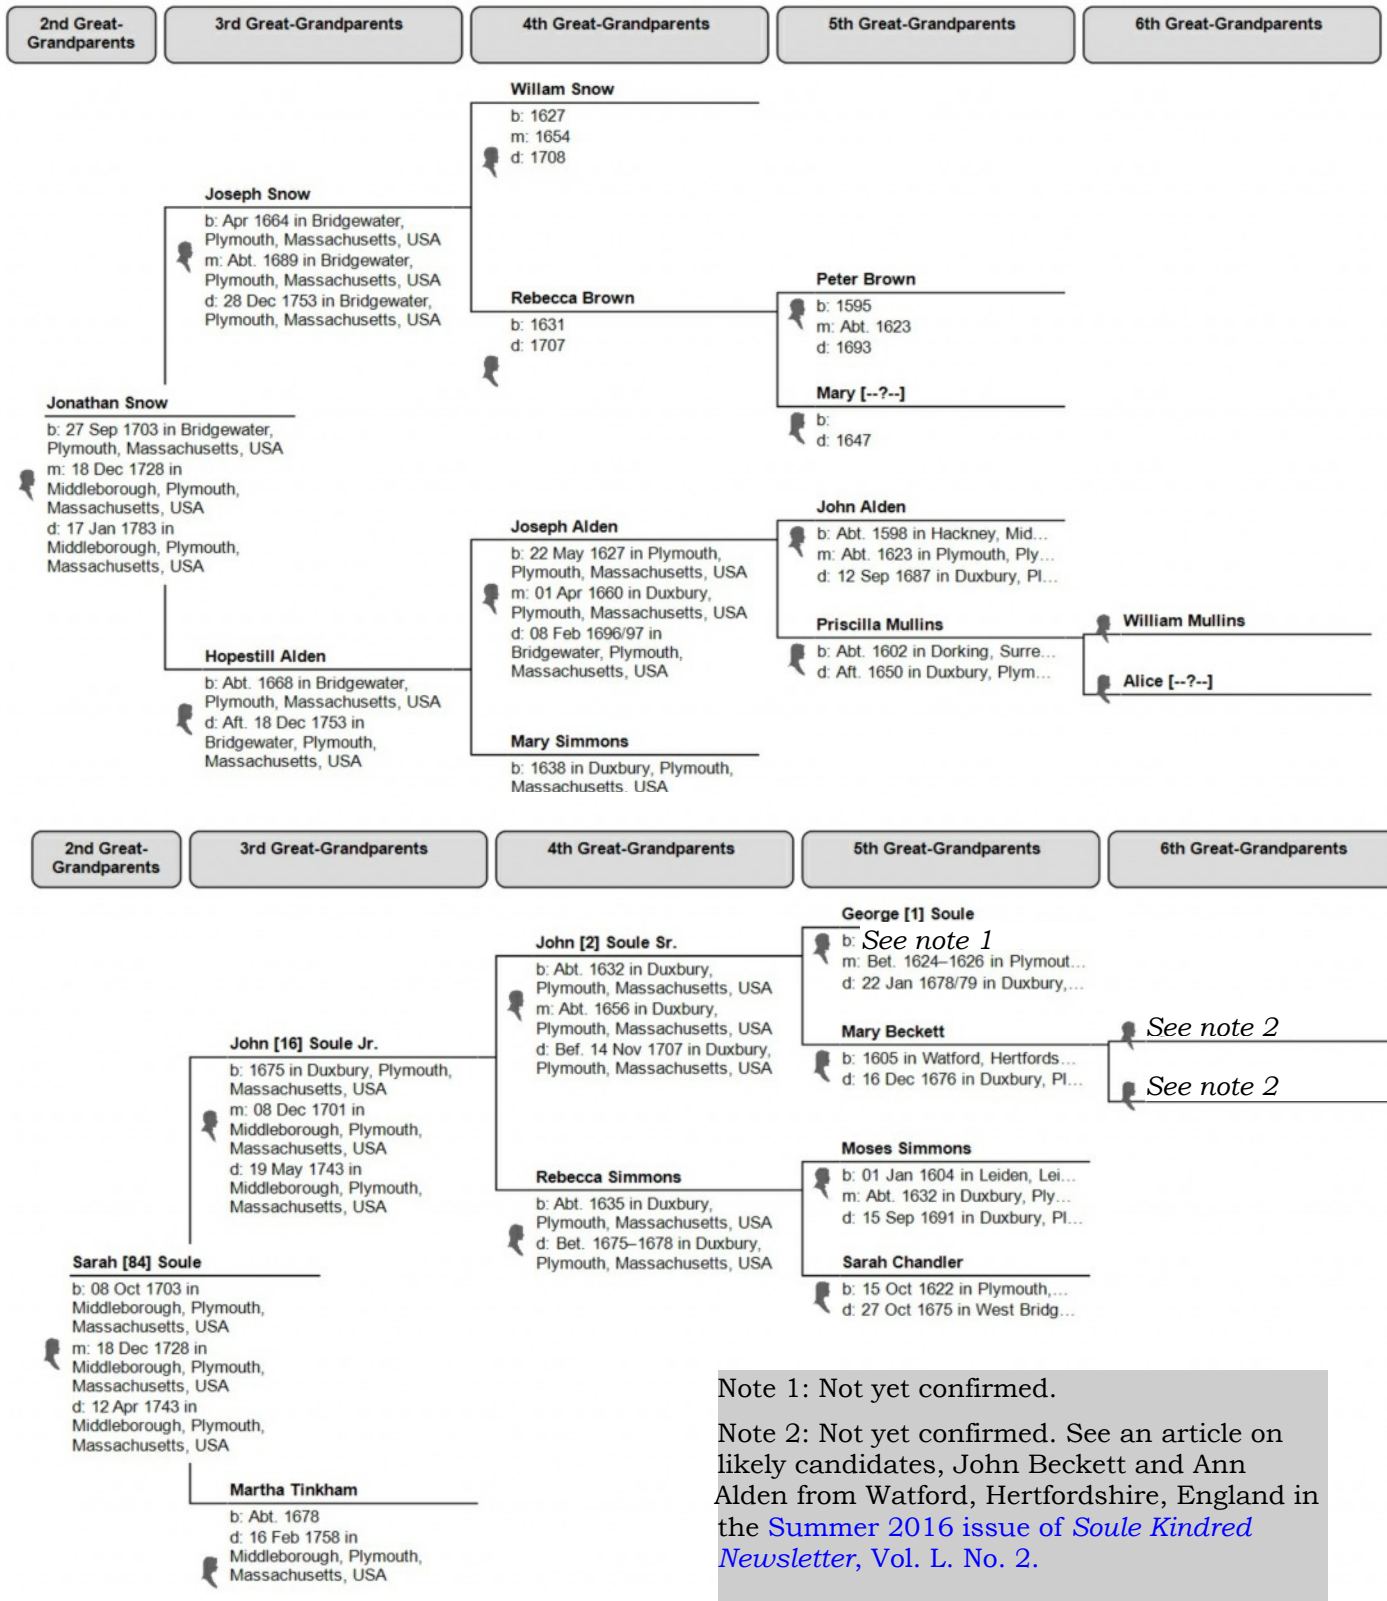 2nd Great-
Grandparents
3rd Great-Grandparents
4th Great-Grandparents
5th Great-Grandparents
6th Great-Grandparents
Willam Snow
b: 1627
m: 1654
d: 1708
Joseph Snow
b: Apr 1664 in Bridgewater,
Plymouth, Massachusetts, USA
m: Abt. 1689 in Bridgewater,
Plymouth, Massachusetts, USA
d: 28 Dec 1753 in Bridgewater,
Plymouth, Massachusetts, USA
Rebecca Brown
b: 1631
d: 1707
Peter Brown
b: 1595
m: Abt. 1623
d: 1693
Mary [--?--]
b:
d: 1647
Jonathan Snow
b: 27 Sep 1703 in Bridgewater,
Plymouth, Massachusetts, USA
m: 18 Dec 1728 in
Middleborough, Plymouth,
Massachusetts, USA
d: 17 Jan 1783 in
Middleborough, Plymouth,
Massachusetts, USA
Joseph Alden
b: 22 May 1627 in Plymouth,
Plymouth, Massachusetts, USA
m: 01 Apr 1660 in Duxbury,
Plymouth, Massachusetts, USA
d: 08 Feb 1696/97 in
Bridgewater, Plymouth,
Massachusetts, USA
John Alden
b: Abt. 1598 in Hackney, Mid...
m: Abt. 1623 in Plymouth, Ply...
d: 12 Sep 1687 in Duxbury, Pl...
Priscilla Mullins
b: Abt. 1602 in Dorking, Surre...
d: Aft. 1650 in Duxbury, Plym...
William Mullins
Alice [--?--]
Hopestill Alden
b: Abt. 1668 in Bridgewater,
Plymouth, Massachusetts, USA
d: Aft. 18 Dec 1753 in
Bridgewater, Plymouth,
Massachusetts, USA
Mary Simmons
b: 1638 in Duxbury, Plymouth,
Massachusetts, USA
2nd Great-
Grandparents
3rd Great-Grandparents
4th Great-Grandparents
5th Great-Grandparents
6th Great-Grandparents
George [1] Soule
b: See note 1
m: Bet. 1624–1626 in Plymout...
d: 22 Jan 1678/79 in Duxbury,...
John [2] Soule Sr.
b: Abt. 1632 in Duxbury,
Plymouth, Massachusetts, USA
m: Abt. 1656 in Duxbury,
Plymouth, Massachusetts, USA
d: Bef. 14 Nov 1707 in Duxbury,
Plymouth, Massachusetts, USA
Mary Beckett
b: 1605 in Watford, Hertfords...
d: 16 Dec 1676 in Duxbury, Pl...
See note 2
See note 2
John [16] Soule Jr.
b: 1675 in Duxbury, Plymouth,
Massachusetts, USA
m: 08 Dec 1701 in
Middleborough, Plymouth,
Massachusetts, USA
d: 19 May 1743 in
Middleborough, Plymouth,
Massachusetts, USA
Rebecca Simmons
b: Abt. 1635 in Duxbury,
Plymouth, Massachusetts, USA
d: Bet. 1675–1678 in Duxbury,
Plymouth, Massachusetts, USA
Moses Simmons
b: 01 Jan 1604 in Leiden, Lei...
m: Abt. 1632 in Duxbury, Ply...
d: 15 Sep 1691 in Duxbury, Pl...
Sarah Chandler
b: 15 Oct 1622 in Plymouth,...
d: 27 Oct 1675 in West Bridg...
Sarah [84] Soule
b: 08 Oct 1703 in
Middleborough, Plymouth,
Massachusetts, USA
m: 18 Dec 1728 in
Middleborough, Plymouth,
Massachusetts, USA
d: 12 Apr 1743 in
Middleborough, Plymouth,
Massachusetts, USA
Martha Tinkham
b: Abt. 1678
d: 16 Feb 1758 in
Middleborough, Plymouth,
Massachusetts, USA
Note 1: Not yet confirmed.
Note 2: Not yet confirmed. See an article on
likely candidates, John Beckett and Ann
Alden from Watford, Hertfordshire, England in
the Summer 2016 issue of Soule Kindred
Newsletter, Vol. L. No. 2.